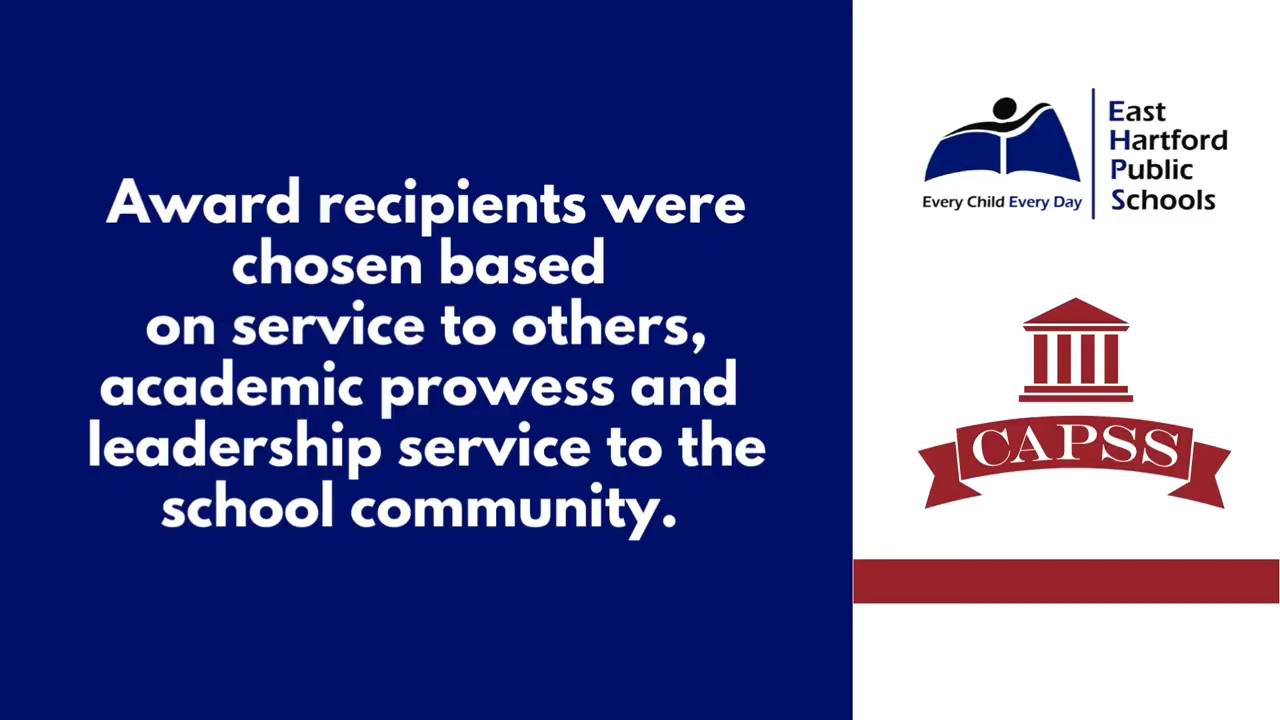 Award recipients were
chosen based
on service to others,
academic prowess and
leadership service to the
school community.
East
Hartford
Public
Schools
Every Child Every Day
CAPSS